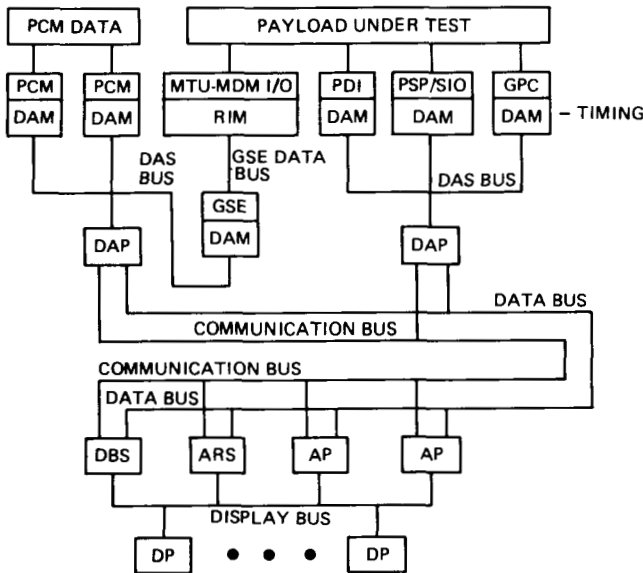 PCM DATA
PAYLOAD UNDER TEST
PCM
DAM
PCM
DAM
MTU-MDM I/O
RIM
PDI
DAM
PSP/SIO
DAM
GPC
DAM
– TIMING
DAS
BUS
GSE DATA
BUS
DAS BUS
GSE
DAM
DAP
DAP
DATA BUS
COMMUNICATION BUS
COMMUNICATION BUS
DATA BUS
DBS
ARS
AP
AP
DISPLAY BUS
DP
• • •
DP